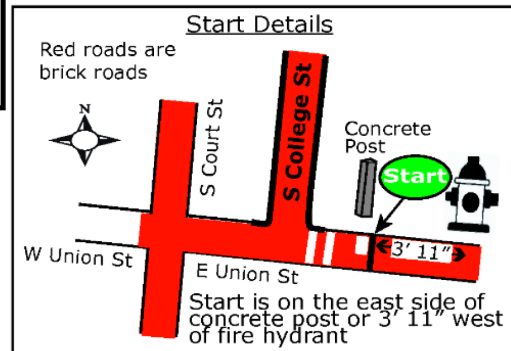 Start Details
Red roads are
brick roads
N
S Court St
S College St
Concrete
Post
Start
3' 11"
W Union St
E Union St
Start is on the east side of
concrete post or 3' 11" west
of fire hydrant